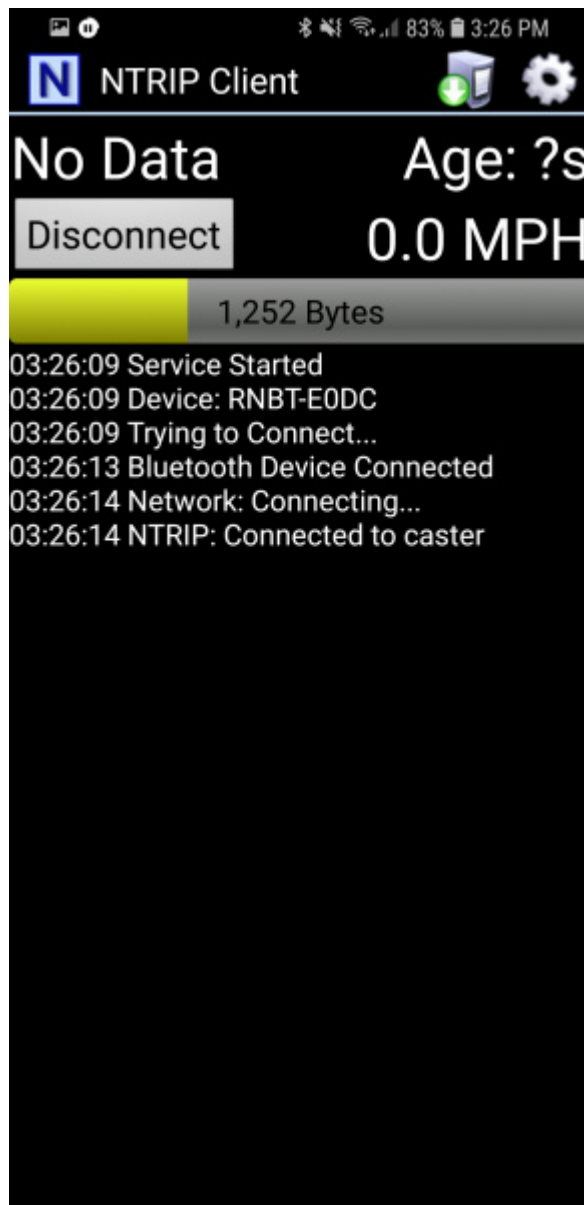 83% 3:26 PM
N NTRIP Client
No Data Age: ?s
Disconnect 0.0 MPH
1,252 Bytes
03:26:09 Service Started
03:26:09 Device: RNBT-E0DC
03:26:09 Trying to Connect...
03:26:13 Bluetooth Device Connected
03:26:14 Network: Connecting...
03:26:14 NTRIP: Connected to caster